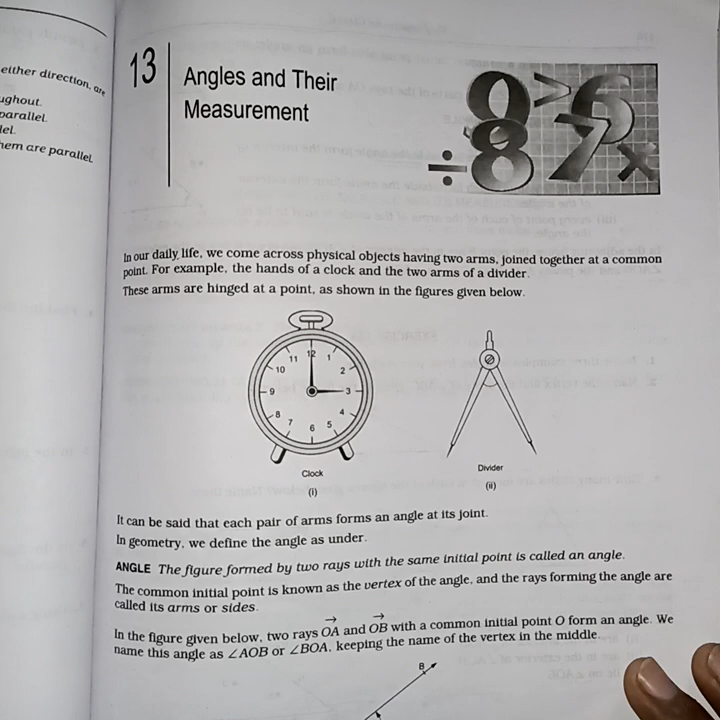 either direction, are
ughout.
parallel.
lel.
hem are parallel.
13
Angles and Their
Measurement
In our daily life, we come across physical objects having two arms, joined together at a common
point. For example, the hands of a clock and the two arms of a divider.
These arms are hinged at a point, as shown in the figures given below.
12
11
1
10
2
9
3
8
4
7
5
6
Clock
(i)
Divider
(ii)
It can be said that each pair of arms forms an angle at its joint.
In geometry, we define the angle as under.
ANGLE The figure formed by two rays with the same initial point is called an angle.
The common initial point is known as the vertex of the angle, and the rays forming the angle are
called its arms or sides.
In the figure given below, two rays OA and OB with a common initial point O form an angle. We
name this angle as ∠AOB or ∠BOA, keeping the name of the vertex in the middle.
B